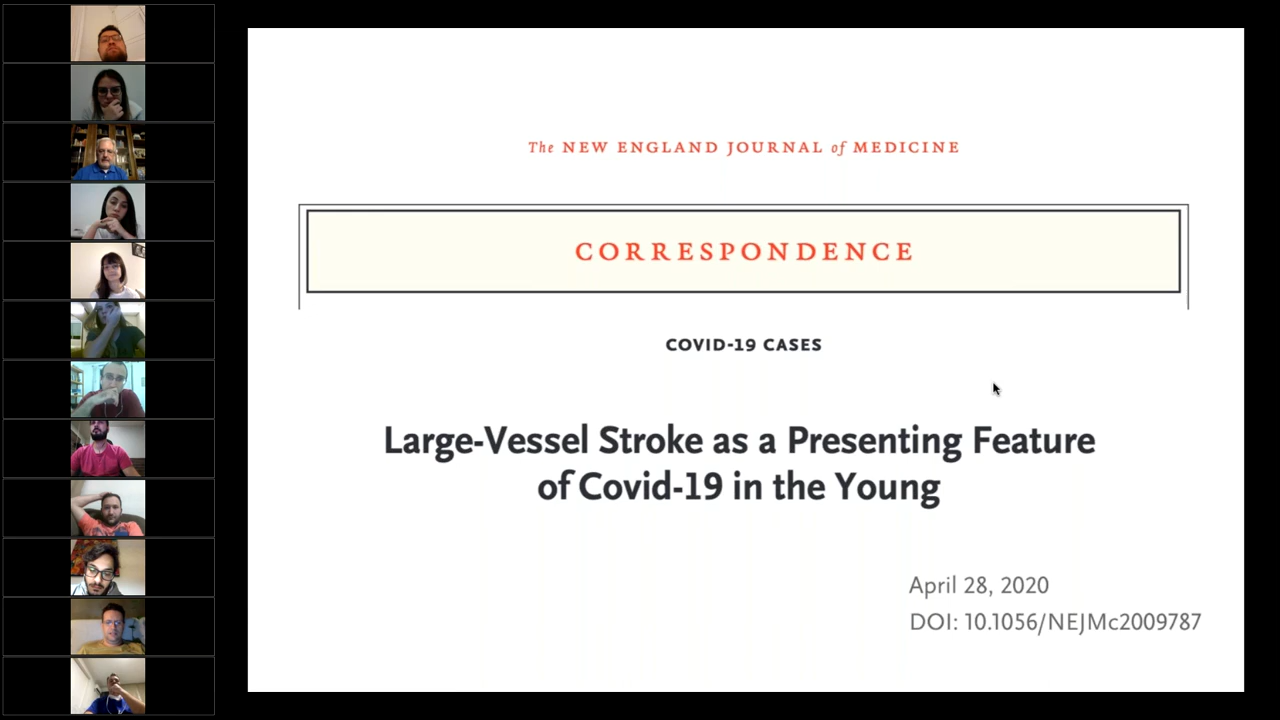 The NEW ENGLAND JOURNAL of MEDICINE
CORRESPONDENCE
COVID-19 CASES
Large-Vessel Stroke as a Presenting Feature
of Covid-19 in the Young
April 28, 2020
DOI: 10.1056/NEJMc2009787